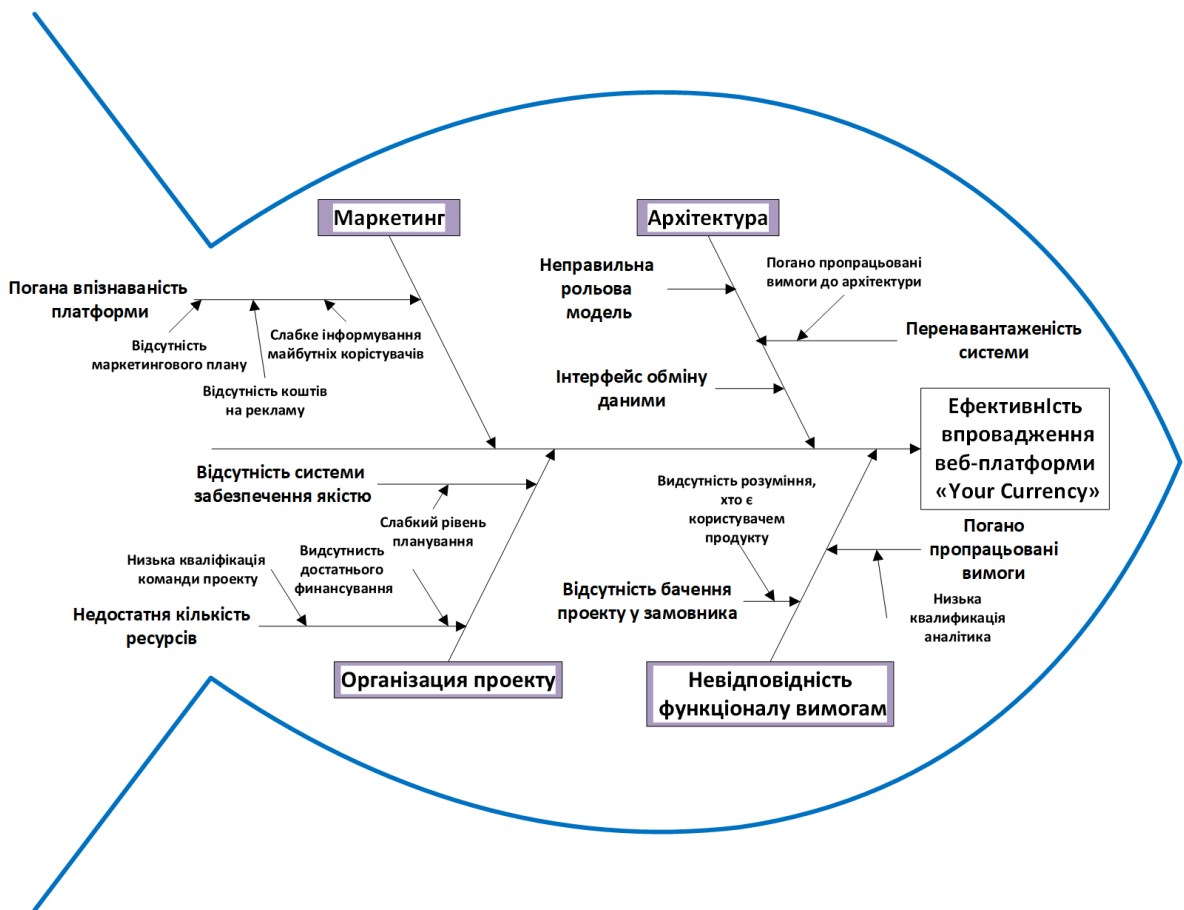 Маркетинг
Архітектура
Погана впізнаваність
платформи
Відсутність
маркетингового плану
Відсутність коштів
на рекламу
Слабке інформування
майбутніх корістувачів
Неправильна
рольова
модель
Погано пропрацьовані
вимоги до архітектури
Перенавантаженість
системи
Інтерфейс обміну
даними
ЕфективнІсть
впровадження
веб-платформи
«Your Currency»
Відсутність системи
забезпечення якістю
Слабкий рівень
планування
Низька кваліфікація
команди проекту
Видсутнисть
достатнього
финансування
Недостатня кількість
ресурсів
Видсутність розуміння,
хто є
користувачем
продукту
Відсутність бачення
проекту у замовника
Погано
пропрацьовані
вимоги
Низька
квалификація
аналітика
Організація проекту
Невідповідність
функціоналу вимогам